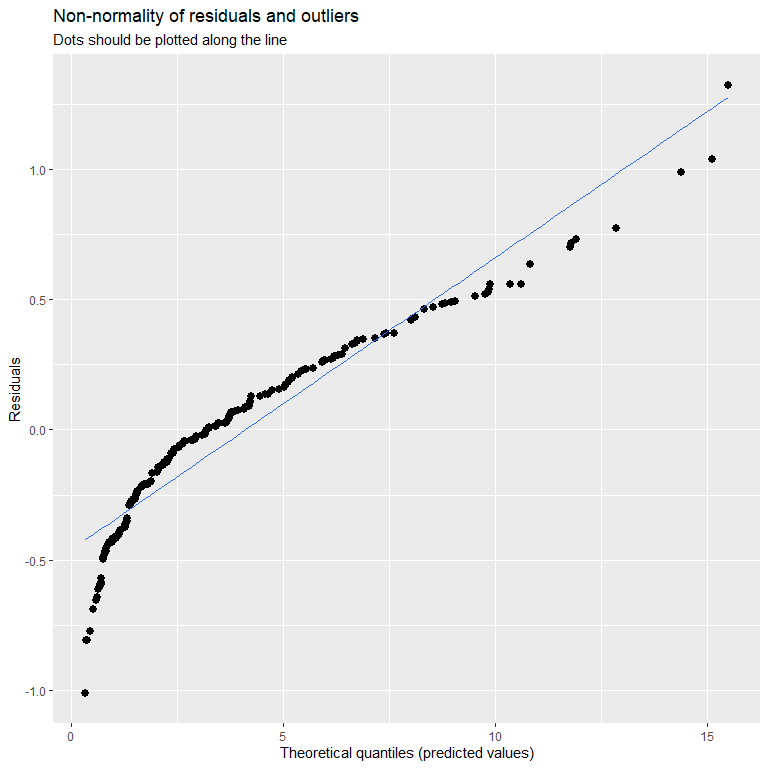 Non-normality of residuals and outliers
Dots should be plotted along the line
1.0
0.5
0.0
-0.5
-1.0
Residuals
0 5 10 15
Theoretical quantiles (predicted values)